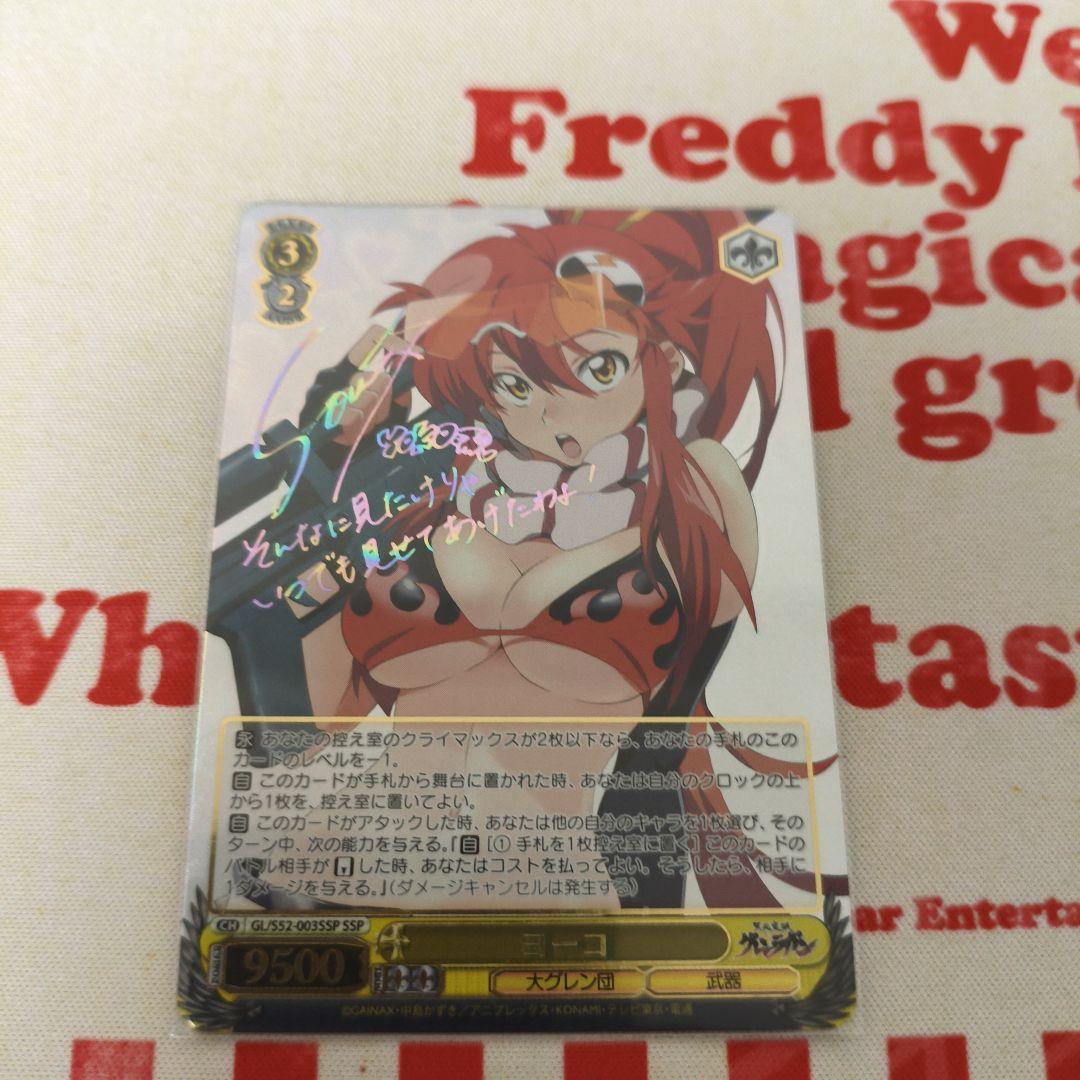 We
Freddy
agica
d gre
Wh
tas
ar Enterta
LEVEL
3
2
そんなに見たけりゃ
いつでも見せてあげたわよ!
永 あなたの控え室のクライマックスが2枚以下なら、あなたの手札のこの
カードのレベルを-1。
自 このカードが手札から舞台に置かれた時、あなたは自分のクロックの上
から1枚を、控え室に置いてよい。
自 このカードがアタックした時、あなたは他の自分のキャラを1枚選び、その
ターン中、次の能力を与える。『自 [① 手札を1枚控え室に置く] このカードの
バトル相手が した時、あなたはコストを払ってよい。そうしたら、相手に
1ダメージを与える。』(ダメージキャンセルは発生する)
CH GL/S52-003SSP SSP
ヨーコ
天元突破
グレンラガン
POWER 9500
大グレン団 武器
©GAINAX・中島かずき/アニプレックス・KONAMI・テレビ東京・電通